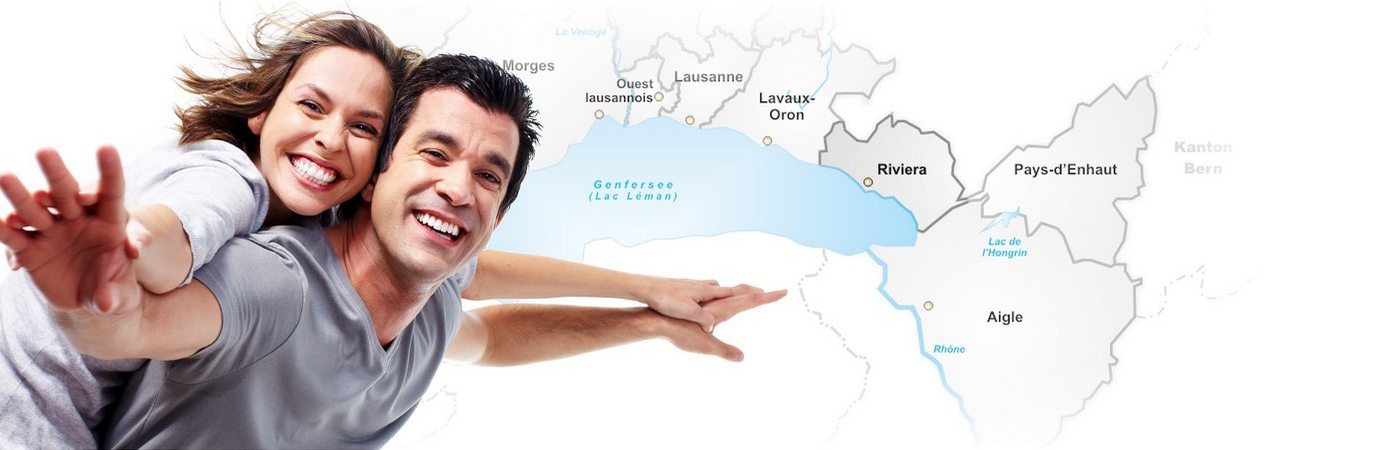 La Venoge
Morges
Ouest
lausannois
Lausanne
Lavaux-
Oron
Riviera
Pays-d'Enhaut
Kanton
Bern
Genfersee
(Lac Léman)
Lac de
l'Hongrin
Aigle
Rhône